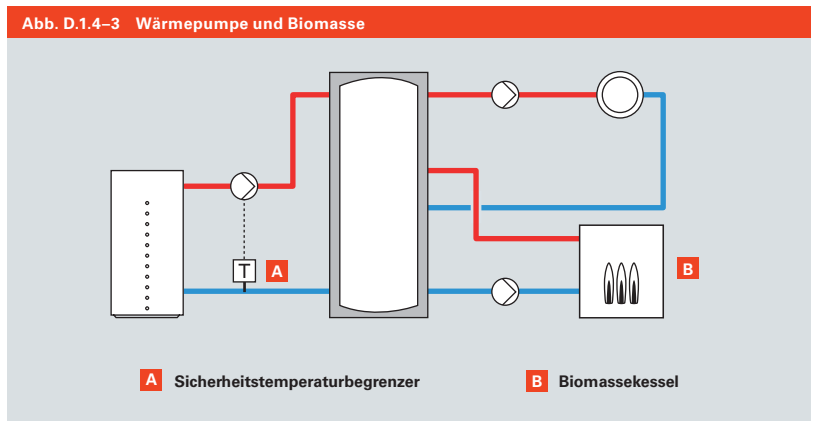 Abb. D.1.4–3 Wärmepumpe und Biomasse
T
A
B
A Sicherheitstemperaturbegrenzer
B Biomassekessel